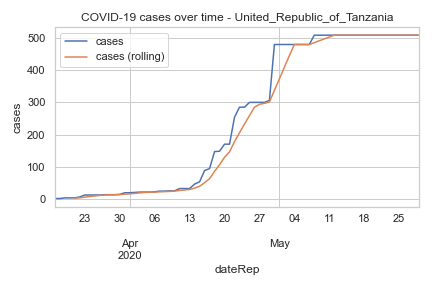 COVID-19 cases over time - United_Republic_of_Tanzania
cases
cases (rolling)
500
400
300
200
100
0
cases
23 30 06 13 20 27 04 11 18 25
Apr May
2020
dateRep